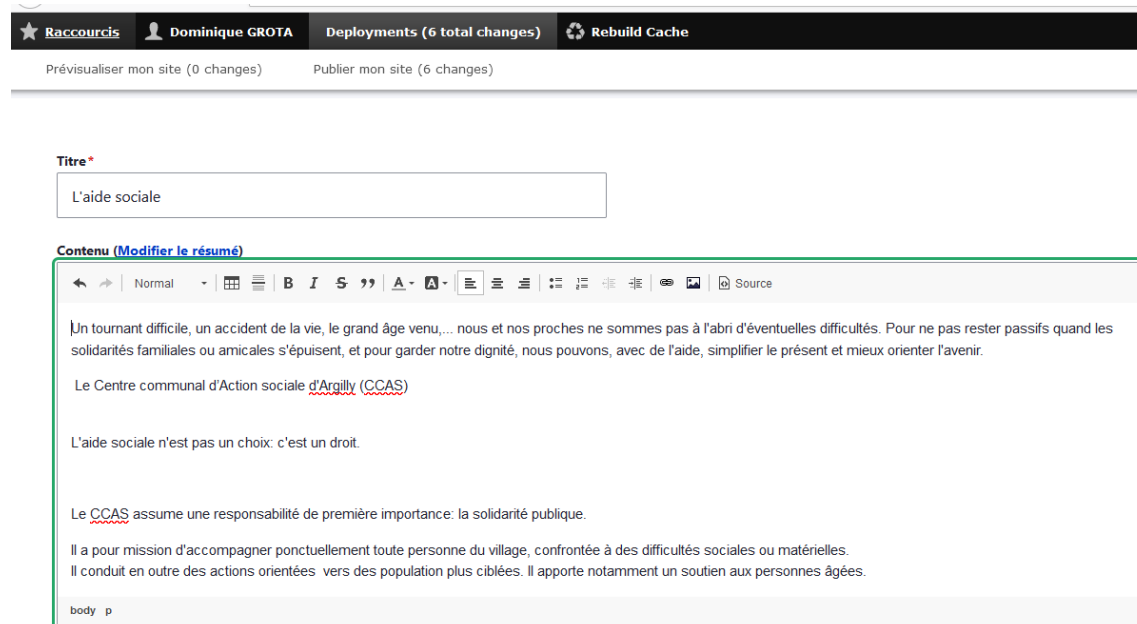 Raccourcis Dominique GROTA Deployments (6 total changes) Rebuild Cache
Prévisualiser mon site (0 changes) Publier mon site (6 changes)
Titre*
L'aide sociale
Contenu (Modifier le résumé)
Normal B I S A A Source
Un tournant difficile, un accident de la vie, le grand âge venu,... nous et nos proches ne sommes pas à l'abri d'éventuelles difficultés. Pour ne pas rester passifs quand les
solidarités familiales ou amicales s'épuisent, et pour garder notre dignité, nous pouvons, avec de l'aide, simplifier le présent et mieux orienter l'avenir.
Le Centre communal d'Action sociale d'Argilly (CCAS)
L'aide sociale n'est pas un choix: c'est un droit.
Le CCAS assume une responsabilité de première importance: la solidarité publique.
Il a pour mission d'accompagner ponctuellement toute personne du village, confrontée à des difficultés sociales ou matérielles.
Il conduit en outre des actions orientées  vers des population plus ciblées. Il apporte notamment un soutien aux personnes âgées.
body p